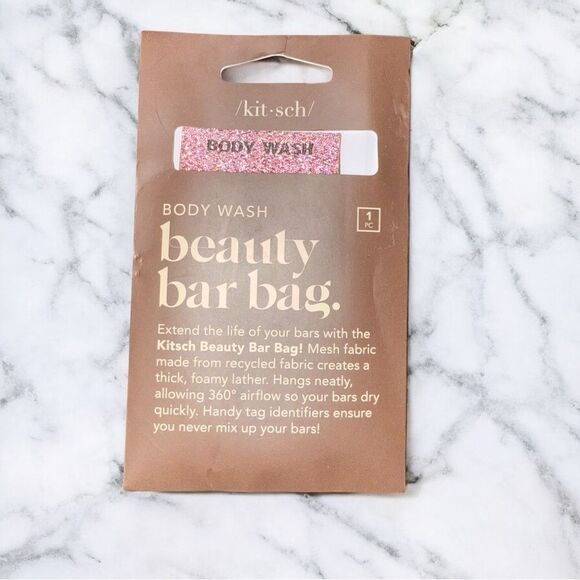 /kit·sch/
BODY WASH
BODY WASH
1
PC
beauty
bar bag.
Extend the life of your bars with the
Kitsch Beauty Bar Bag! Mesh fabric
made from recycled fabric creates a
thick, foamy lather. Hangs neatly,
allowing 360° airflow so your bars dry
quickly. Handy tag identifiers ensure
you never mix up your bars!